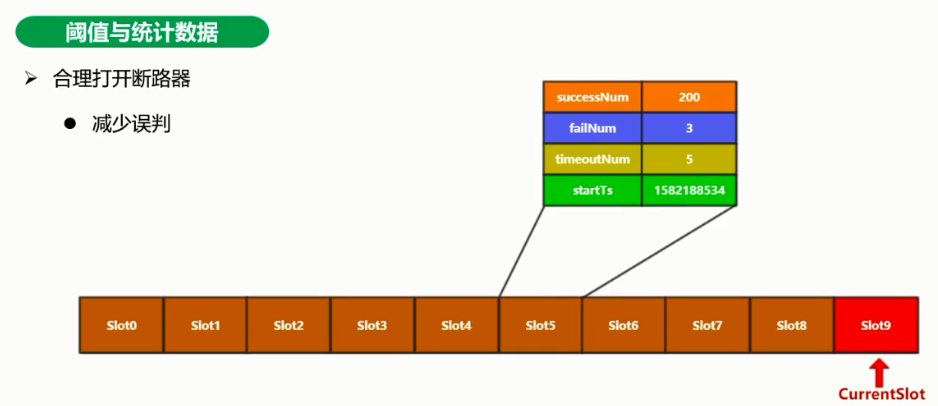 阈值与统计数据
合理打开断路器
减少误判
successNum 200
failNum 3
timeoutNum 5
startTs 1582188534
Slot0 Slot1 Slot2 Slot3 Slot4 Slot5 Slot6 Slot7 Slot8 Slot9
CurrentSlot